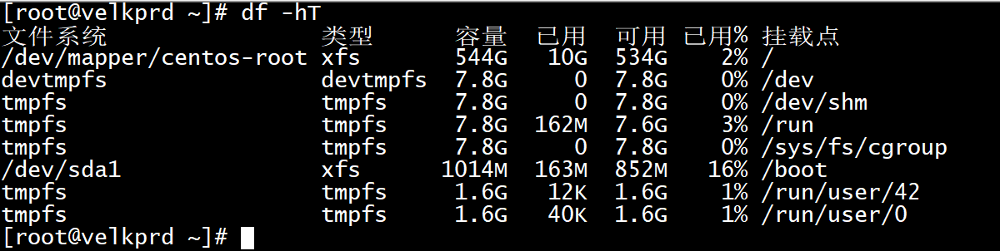 [root@velkprd ~]# df -hT
文件系统 类型 容量 已用 可用 已用% 挂载点
/dev/mapper/centos-root xfs 544G 10G 534G 2% /
devtmpfs devtmpfs 7.8G 0 7.8G 0% /dev
tmpfs tmpfs 7.8G 0 7.8G 0% /dev/shm
tmpfs tmpfs 7.8G 162M 7.6G 3% /run
tmpfs tmpfs 7.8G 0 7.8G 0% /sys/fs/cgroup
/dev/sda1 xfs 1014M 163M 852M 16% /boot
tmpfs tmpfs 1.6G 12K 1.6G 1% /run/user/42
tmpfs tmpfs 1.6G 40K 1.6G 1% /run/user/0
[root@velkprd ~]#